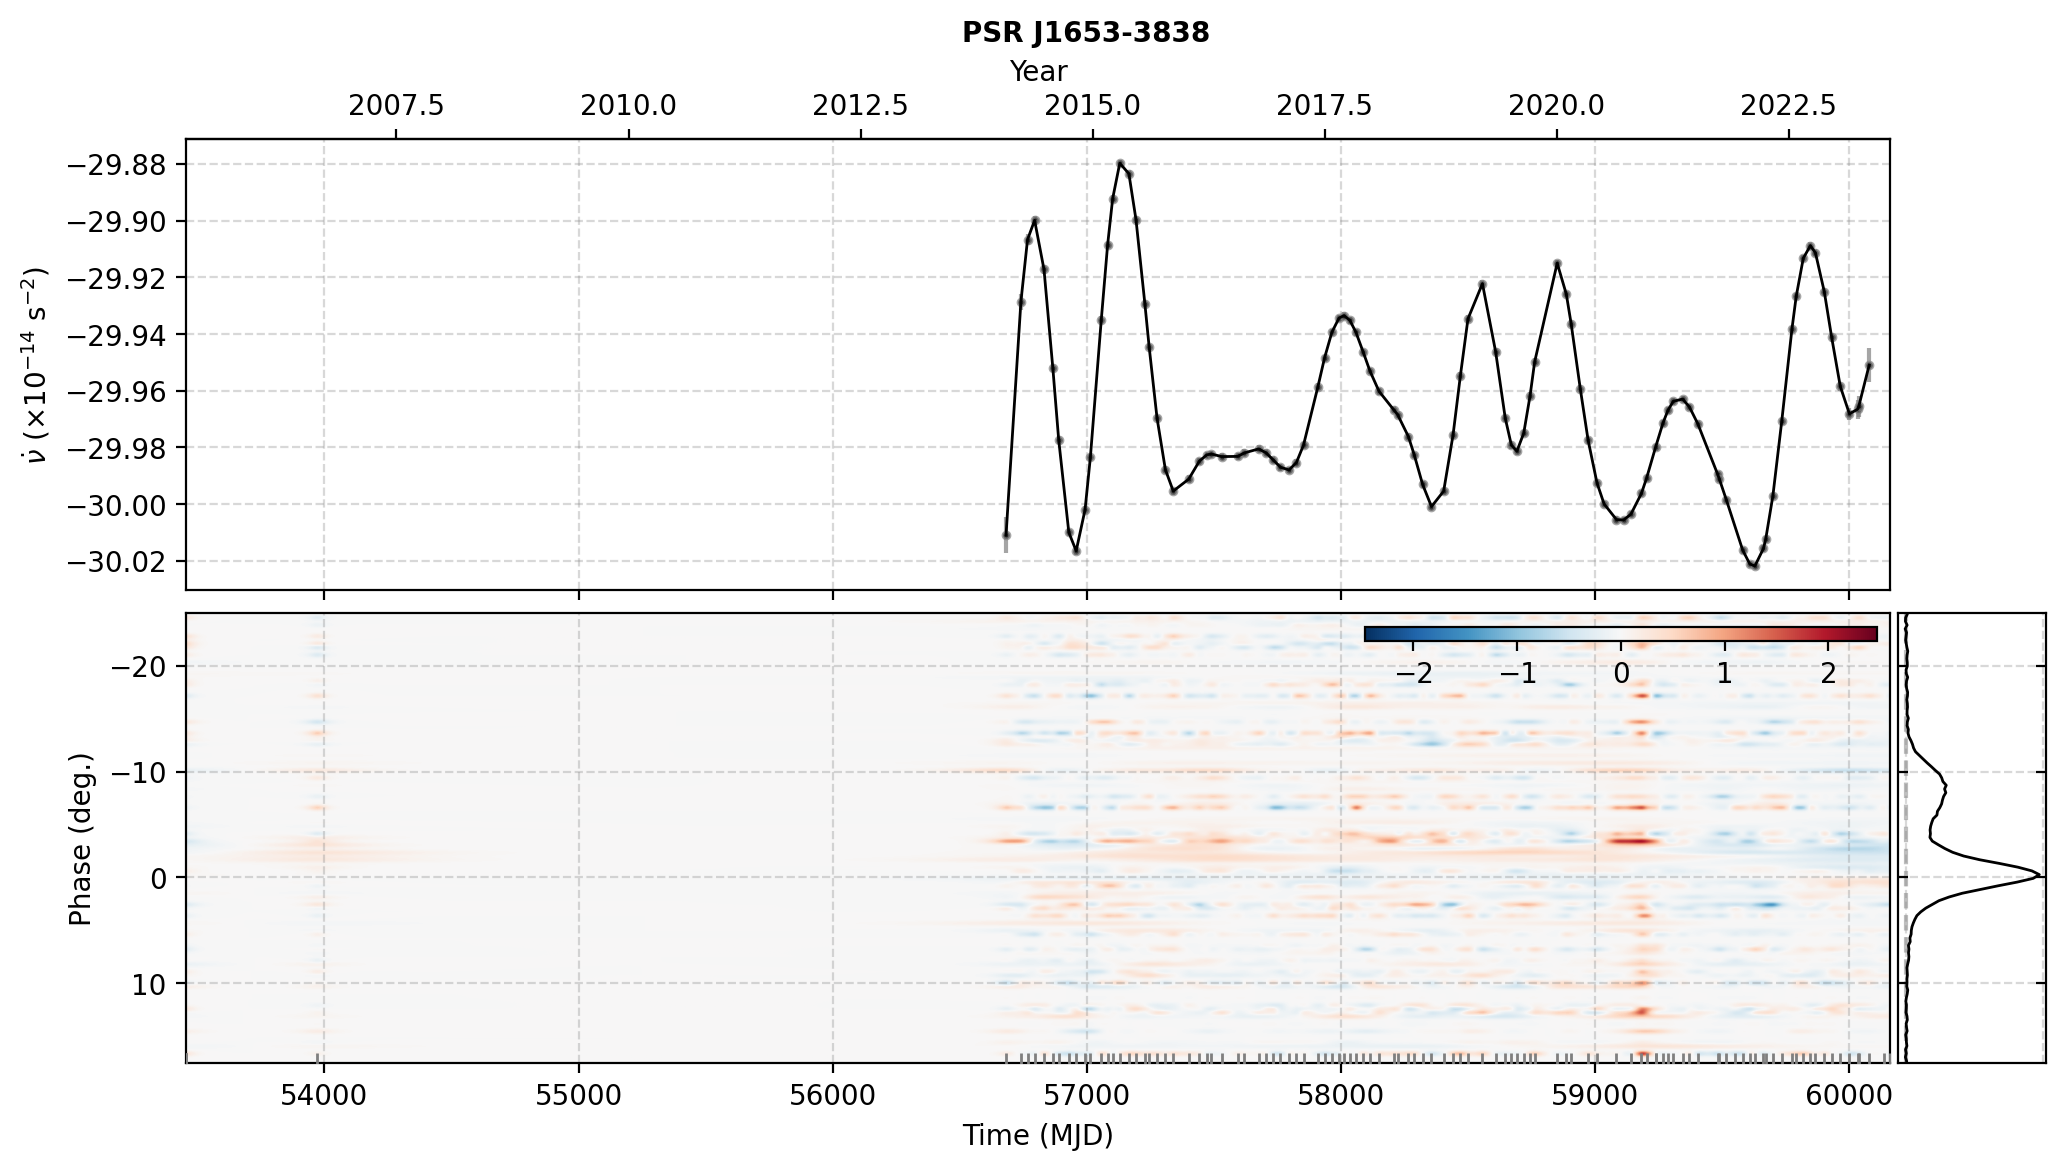 PSR J1653-3838
Year
2007.5 2010.0 2012.5 2015.0 2017.5 2020.0 2022.5
−29.88
−29.90
−29.92
−29.94
−29.96
−29.98
−30.00
−30.02
ν̇ (×10⁻¹⁴ s⁻²)
−2 −1 0 1 2
−20
−10
0
10
Phase (deg.)
54000 55000 56000 57000 58000 59000 60000
Time (MJD)